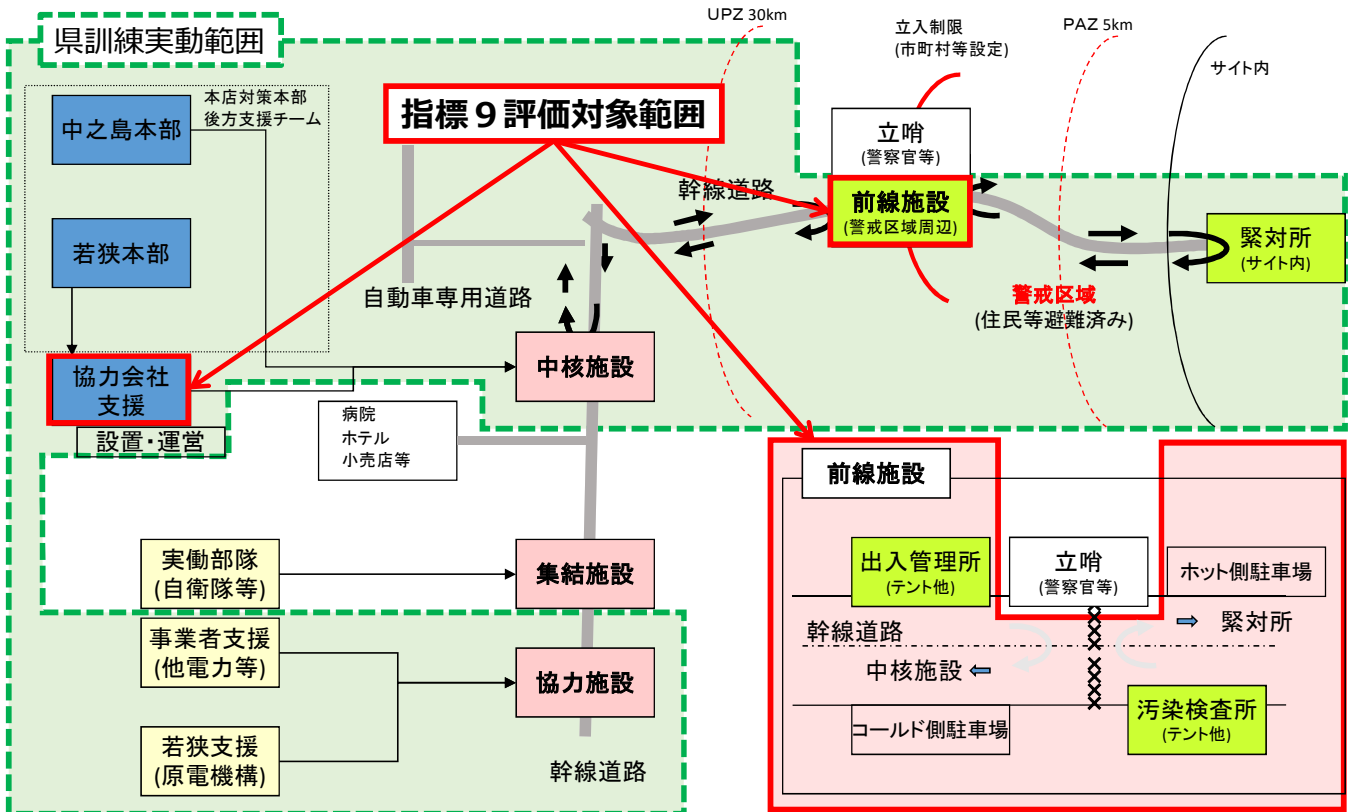 県訓練実動範囲
UPZ 30km
立入制限
(市町村等設定)
PAZ 5km
サイト内
本店対策本部
後方支援チーム
中之島本部
指標９評価対象範囲
立哨
(警察官等)
幹線道路
前線施設
(警戒区域周辺)
若狭本部
緊対所
(サイト内)
自動車専用道路
警戒区域
(住民等避難済み)
協力会社
支援
中核施設
設置・運営
病院
ホテル
小売店等
前線施設
実働部隊
(自衛隊等)
集結施設
出入管理所
(テント他)
立哨
(警察官等)
ホット側駐車場
幹線道路
⇨ 緊対所
事業者支援
(他電力等)
協力施設
中核施設 ⇦
コールド側駐車場
汚染検査所
(テント他)
若狭支援
(原電機構)
幹線道路